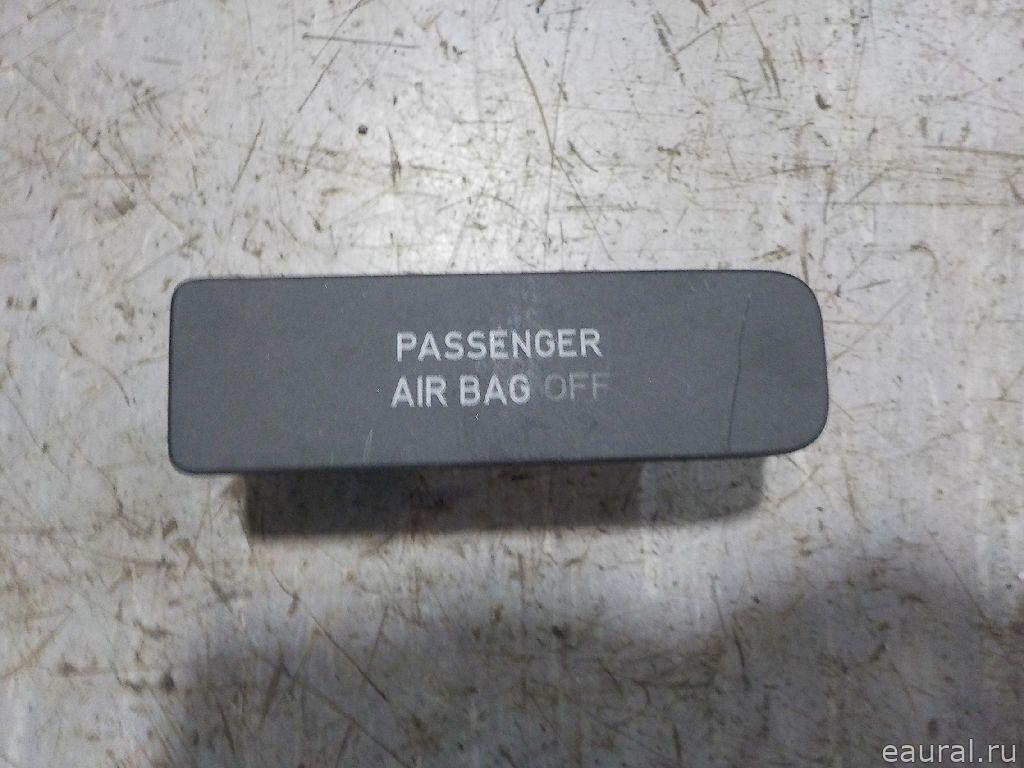 PASSENGER
AIR BAG OFF
eaural.ru